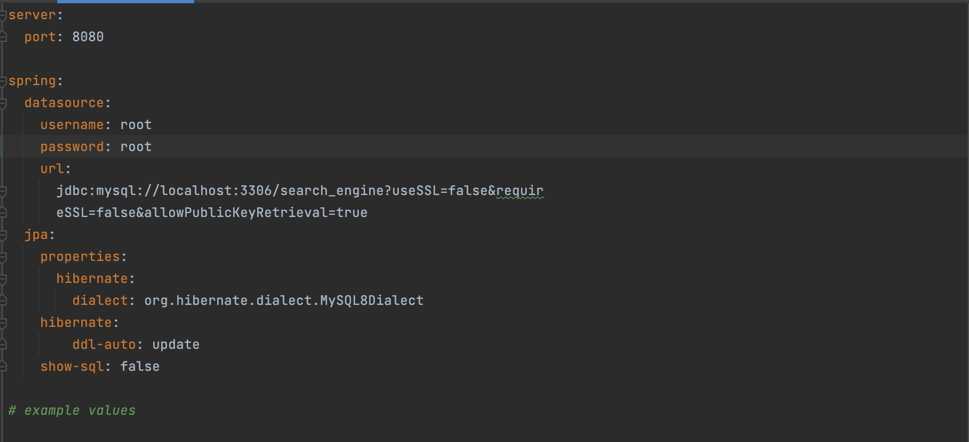 server:
port: 8080
spring:
datasource:
username: root
password: root
url:
jdbc:mysql://localhost:3306/search_engine?useSSL=false&requir
eSSL=false&allowPublicKeyRetrieval=true
jpa:
properties:
hibernate:
dialect: org.hibernate.dialect.MySQL8Dialect
hibernate:
ddl-auto: update
show-sql: false
# example values